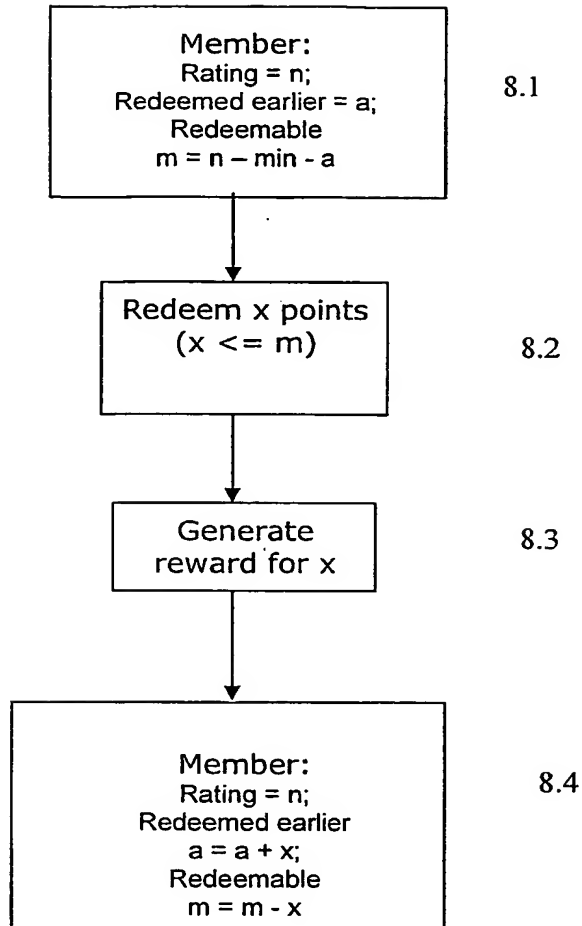 Member:
Rating = n;
Redeemed earlier = a;
Redeemable
m = n – min - a
8.1
Redeem x points
(x <= m)
8.2
Generate
reward for x
8.3
Member:
Rating = n;
Redeemed earlier
a = a + x;
Redeemable
m = m - x
8.4